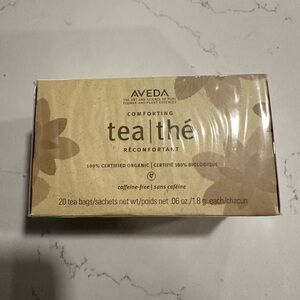 AVEDA
THE ART AND SCIENCE OF PURE
FLOWER AND PLANT ESSENCES
COMFORTING
tea|thé
RÉCONFORTANT
100% CERTIFIED ORGANIC | CERTIFIÉ 100% BIOLOGIQUE
caffeine-free | sans caféine
20 tea bags/sachets net wt/poids net .06 oz/1.8 g each/chacun